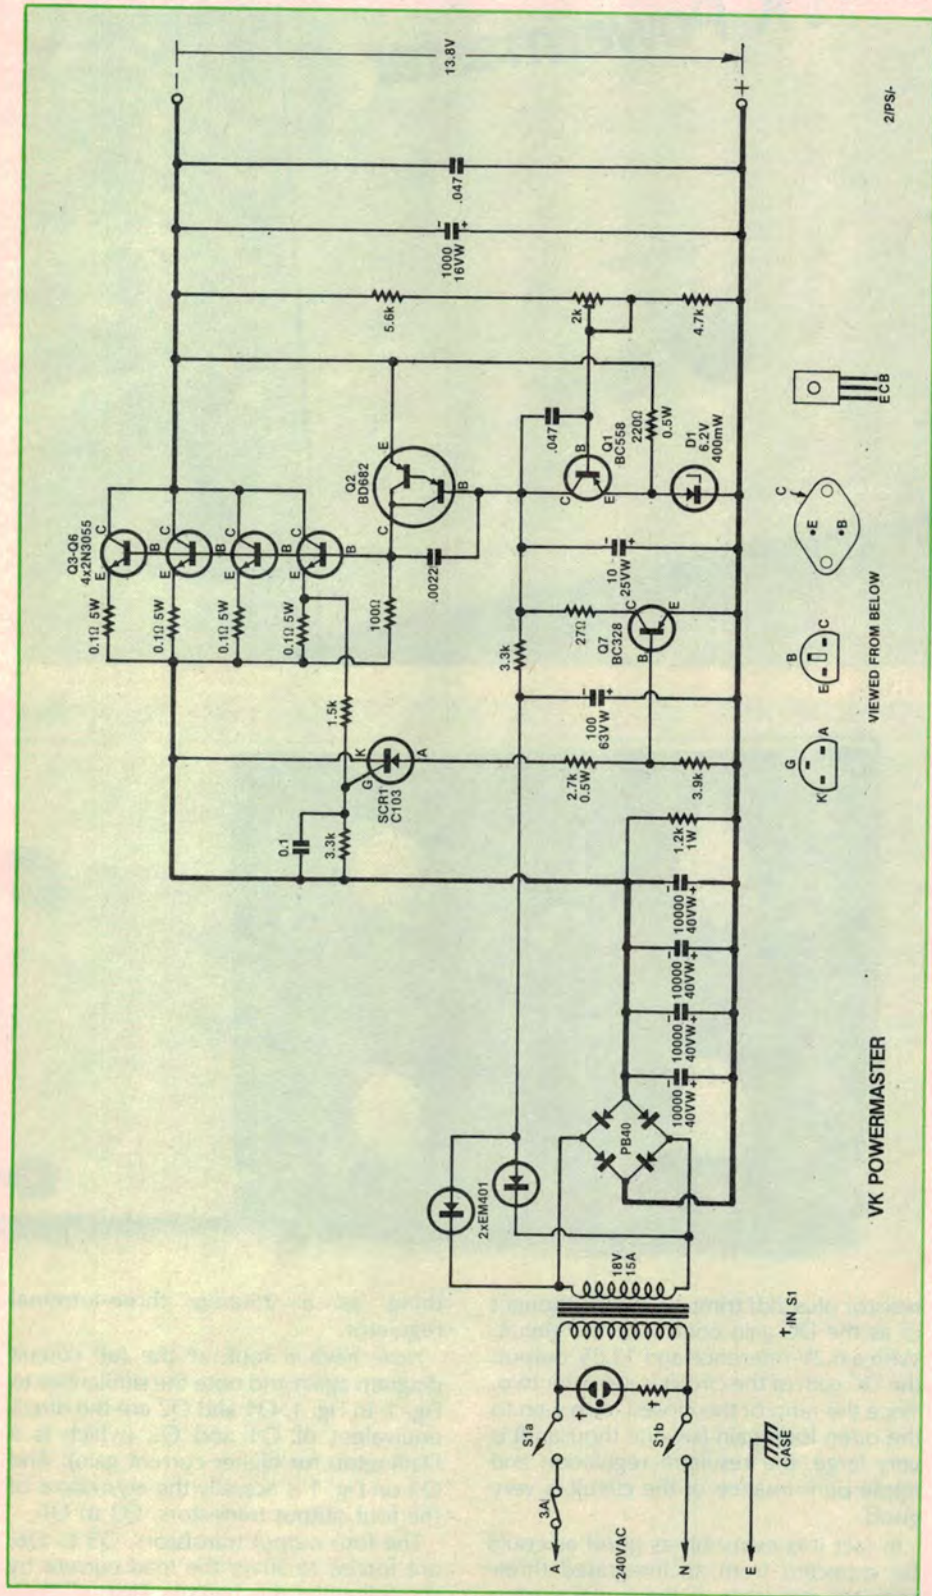 VK POWERMASTER
2/PS/-
A
240VAC
N
E
3A
S1a
S1b
†
†
CASE
† IN S1
18V
15A
2xEM401
PB40
10000
40VW
10000
40VW
10000
40VW
10000
40VW
1.2k
1W
0.1
3.3k
SCR1
C103
G
K
A
1.5k
2.7k
0.5W
3.9k
0.1Ω 5W
0.1Ω 5W
0.1Ω 5W
0.1Ω 5W
Q3-Q6
4x2N3055
E
B
C
E
B
C
E
B
C
E
B
C
100Ω
.0022
Q2
BD682
C
E
B
100
63VW
3.3k
27Ω
Q7
BC328
B
C
E
10
25VW
.047
Q1
BC558
C
B
E
220Ω
0.5W
D1
6.2V
400mW
5.6k
2k
4.7k
1000
16VW
.047
-
13.8V
+
K
G
A
E
B
C
E
B
C
E C B
VIEWED FROM BELOW